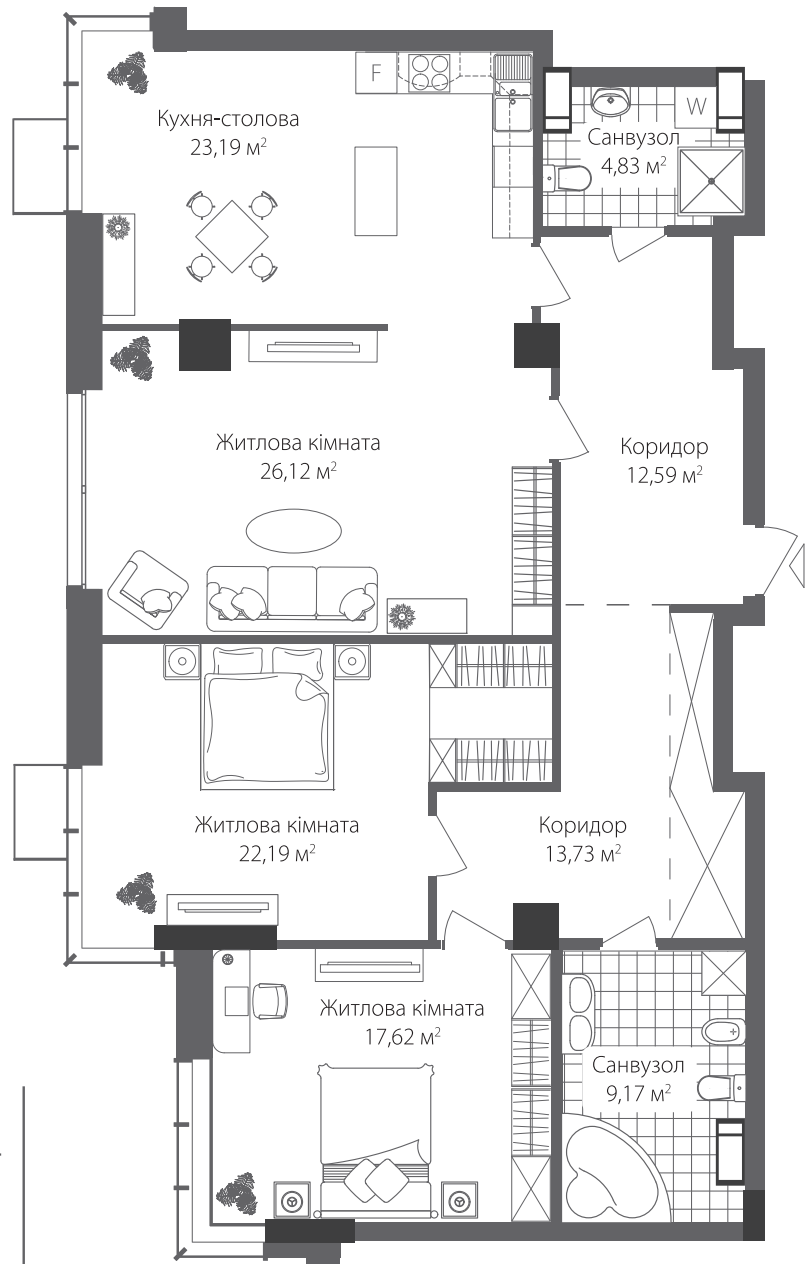 F
Кухня-столова
23,19 м²
W
Санвузол
4,83 м²
Житлова кімната
26,12 м²
Коридор
12,59 м²
Житлова кімната
22,19 м²
Коридор
13,73 м²
Житлова кімната
17,62 м²
Санвузол
9,17 м²